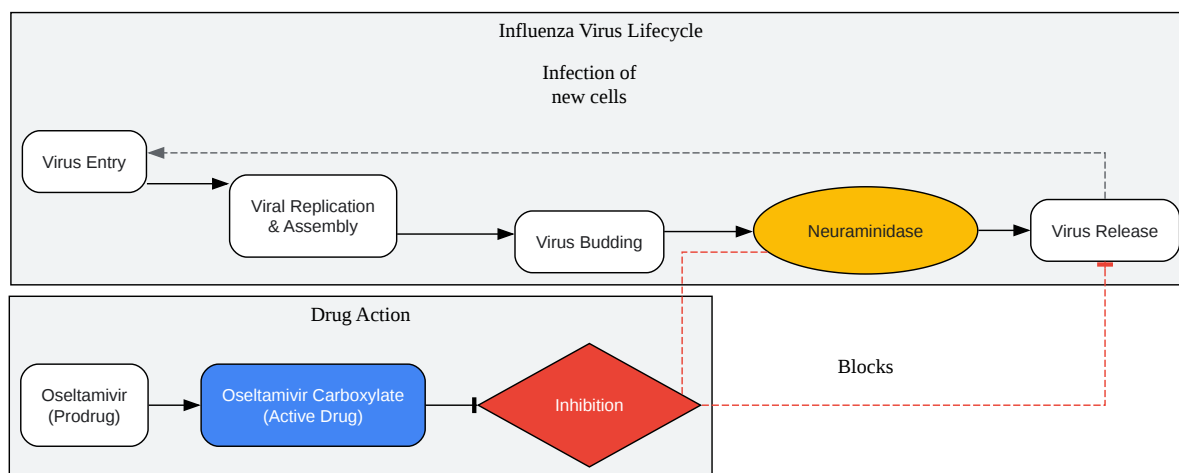 Influenza Virus Lifecycle
Infection of
new cells
Virus Entry
Viral Replication
& Assembly
Virus Budding
Neuraminidase
Virus Release
Drug Action
Oseltamivir
(Prodrug)
Oseltamivir Carboxylate
(Active Drug)
Inhibition
Blocks